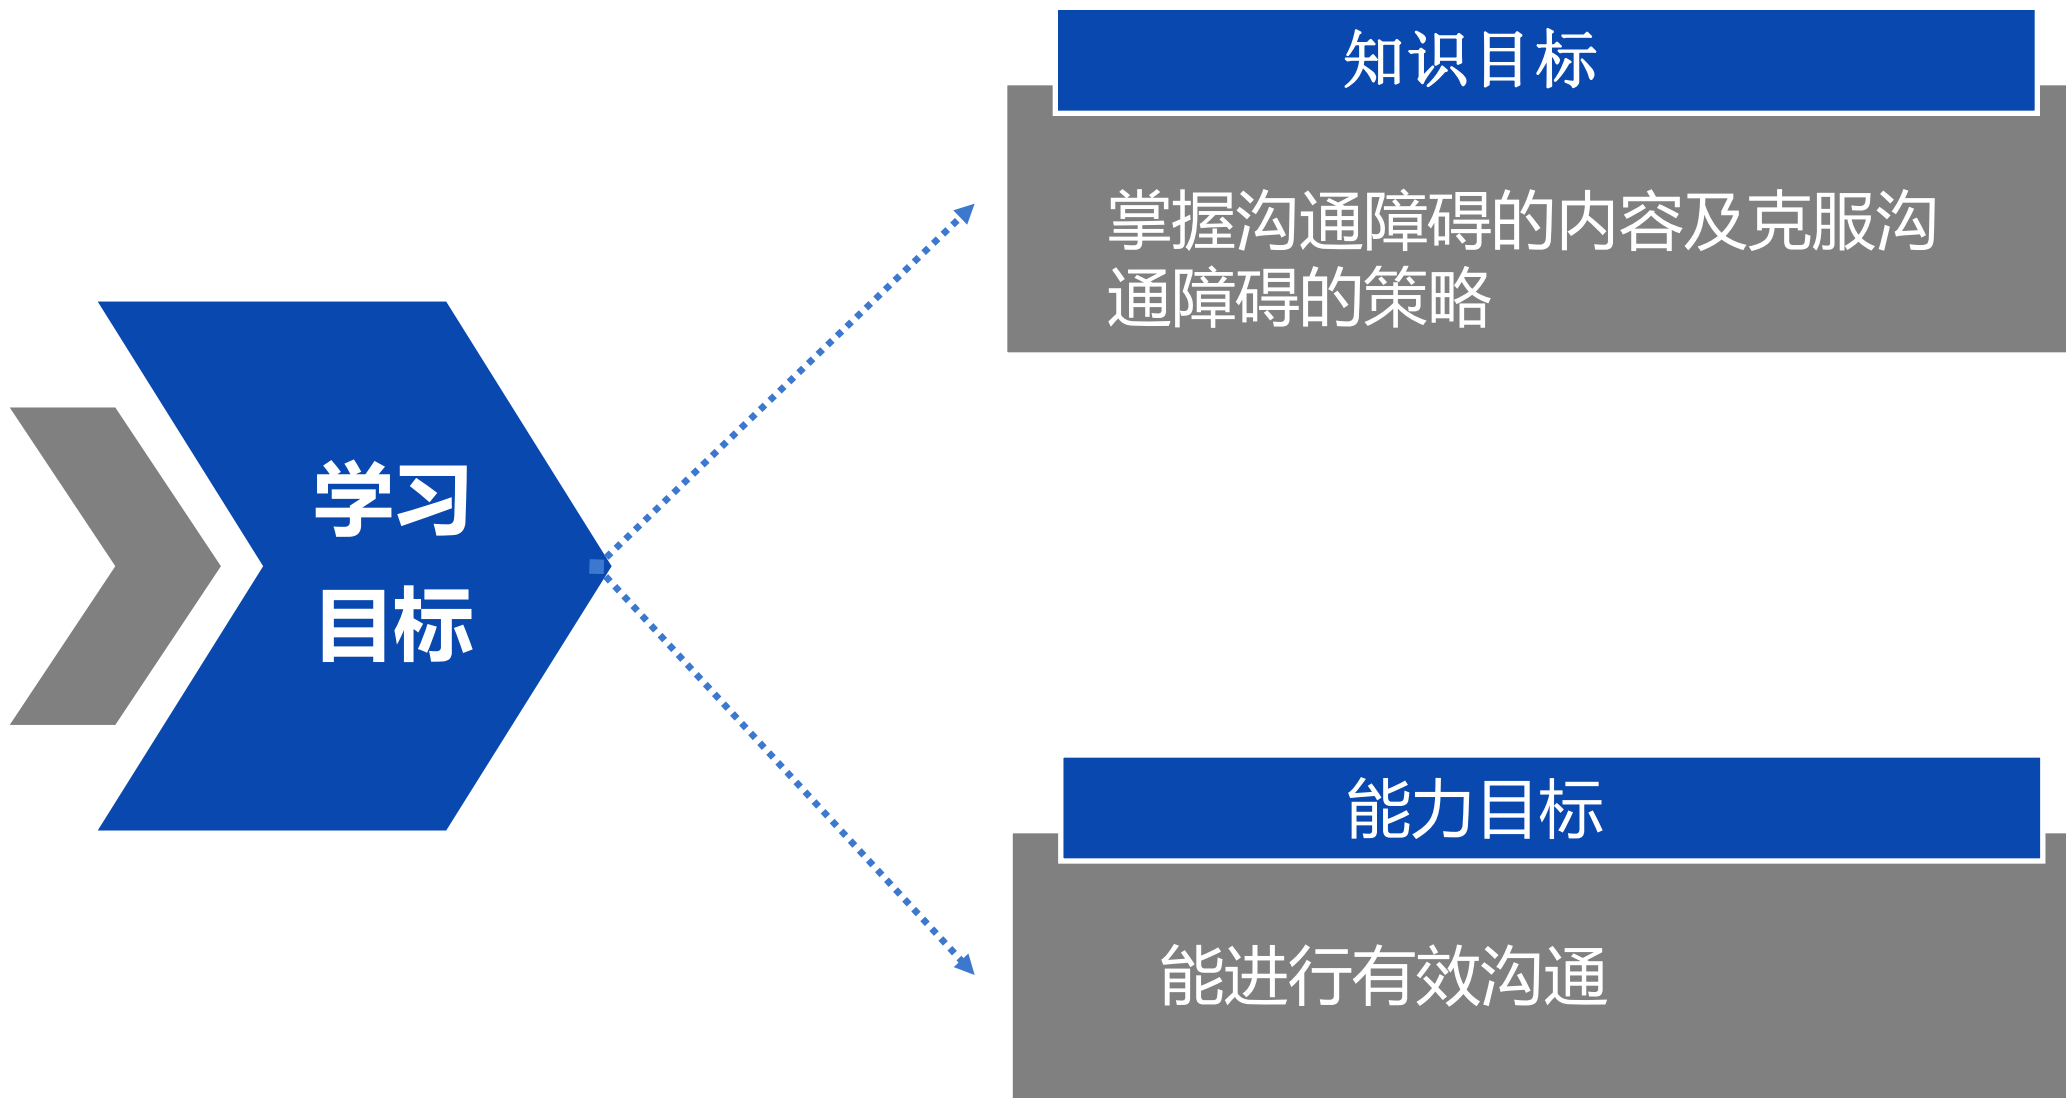 学习
目标
知识目标
掌握沟通障碍的内容及克服沟
通障碍的策略
能力目标
能进行有效沟通